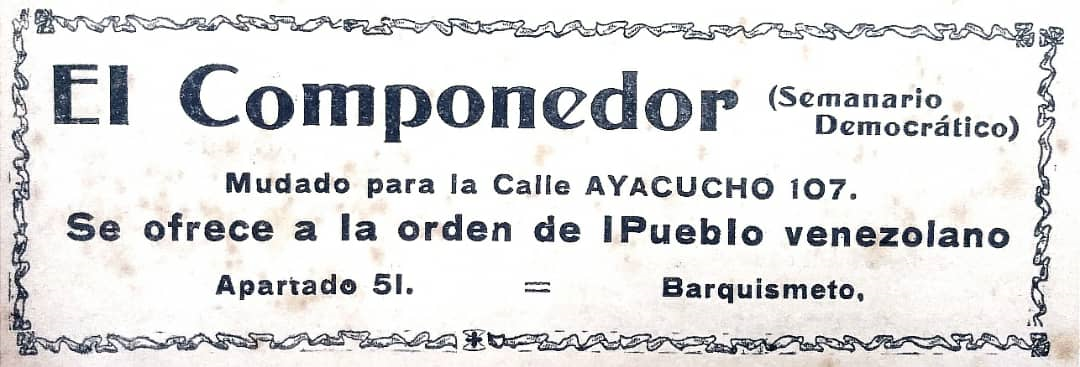 El Componedor (Semanario
Democrático)
Mudado para la Calle AYACUCHO 107.
Se ofrece a la orden de lPueblo venezolano
Apartado 51. = Barquismeto,